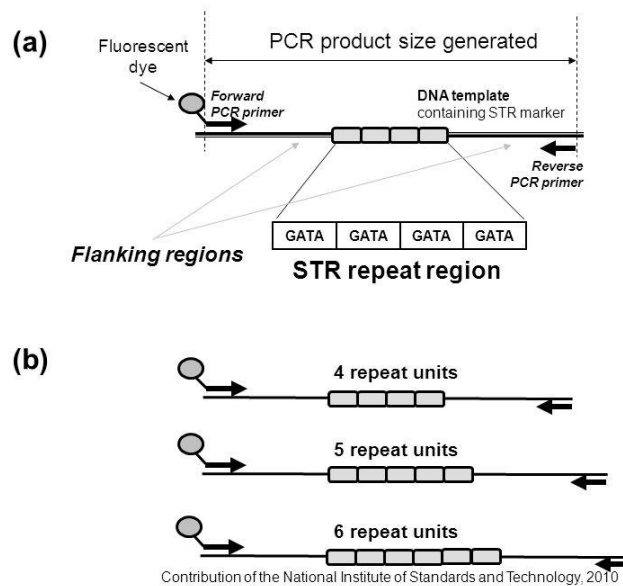 (a)
PCR product size generated
Fluorescent
dye
Forward
PCR primer
DNA template
containing STR marker
Reverse
PCR primer
Flanking regions
GATA GATA GATA GATA
STR repeat region
(b)
4 repeat units
5 repeat units
6 repeat units
Contribution of the National Institute of Standards and Technology, 2010